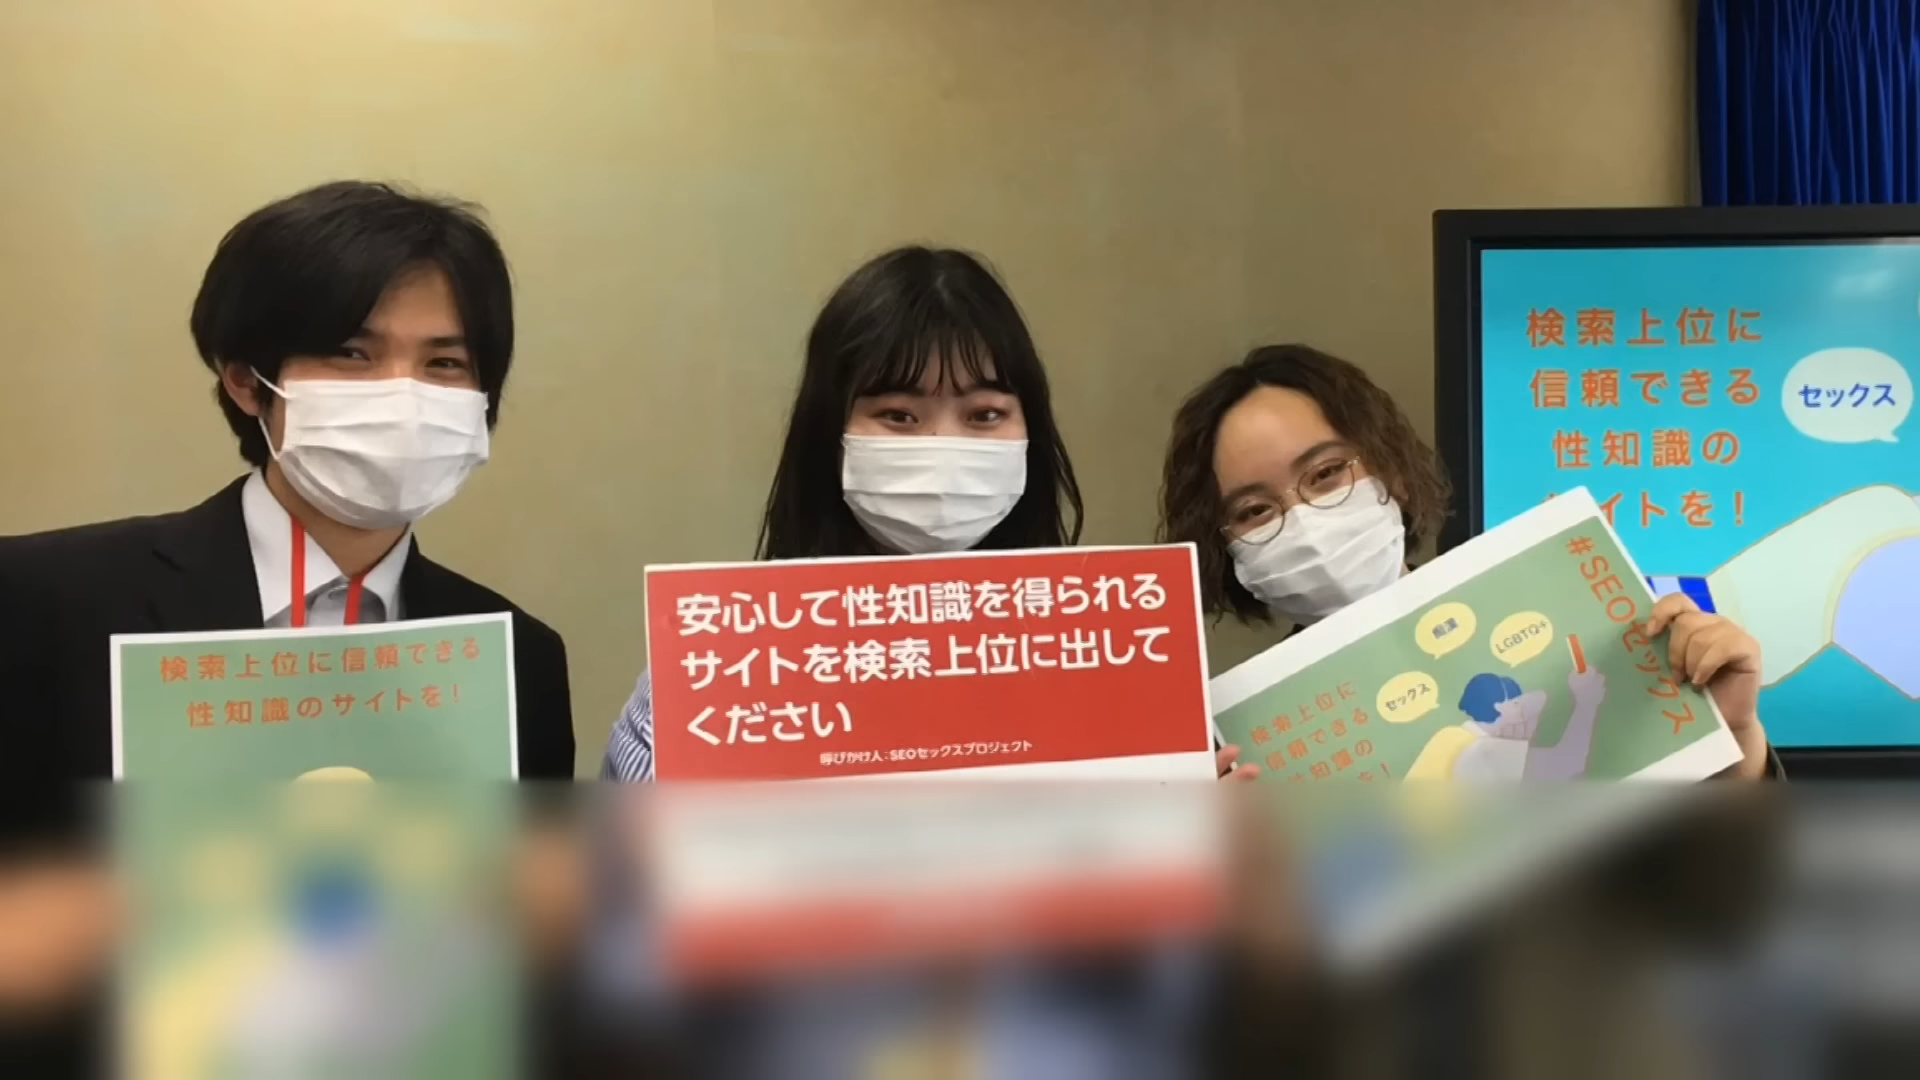 検索上位に信頼できる
性知識のサイトを!
安心して性知識を得られる
サイトを検索上位に出して
ください
呼びかけ人:SEOセックスプロジェクト
#SEOセックス
痴漢
LGBTQ+
セックス
検索上位に
信頼できる
性知識の
検索上位に
信頼できる
性知識の
イトを!
セックス